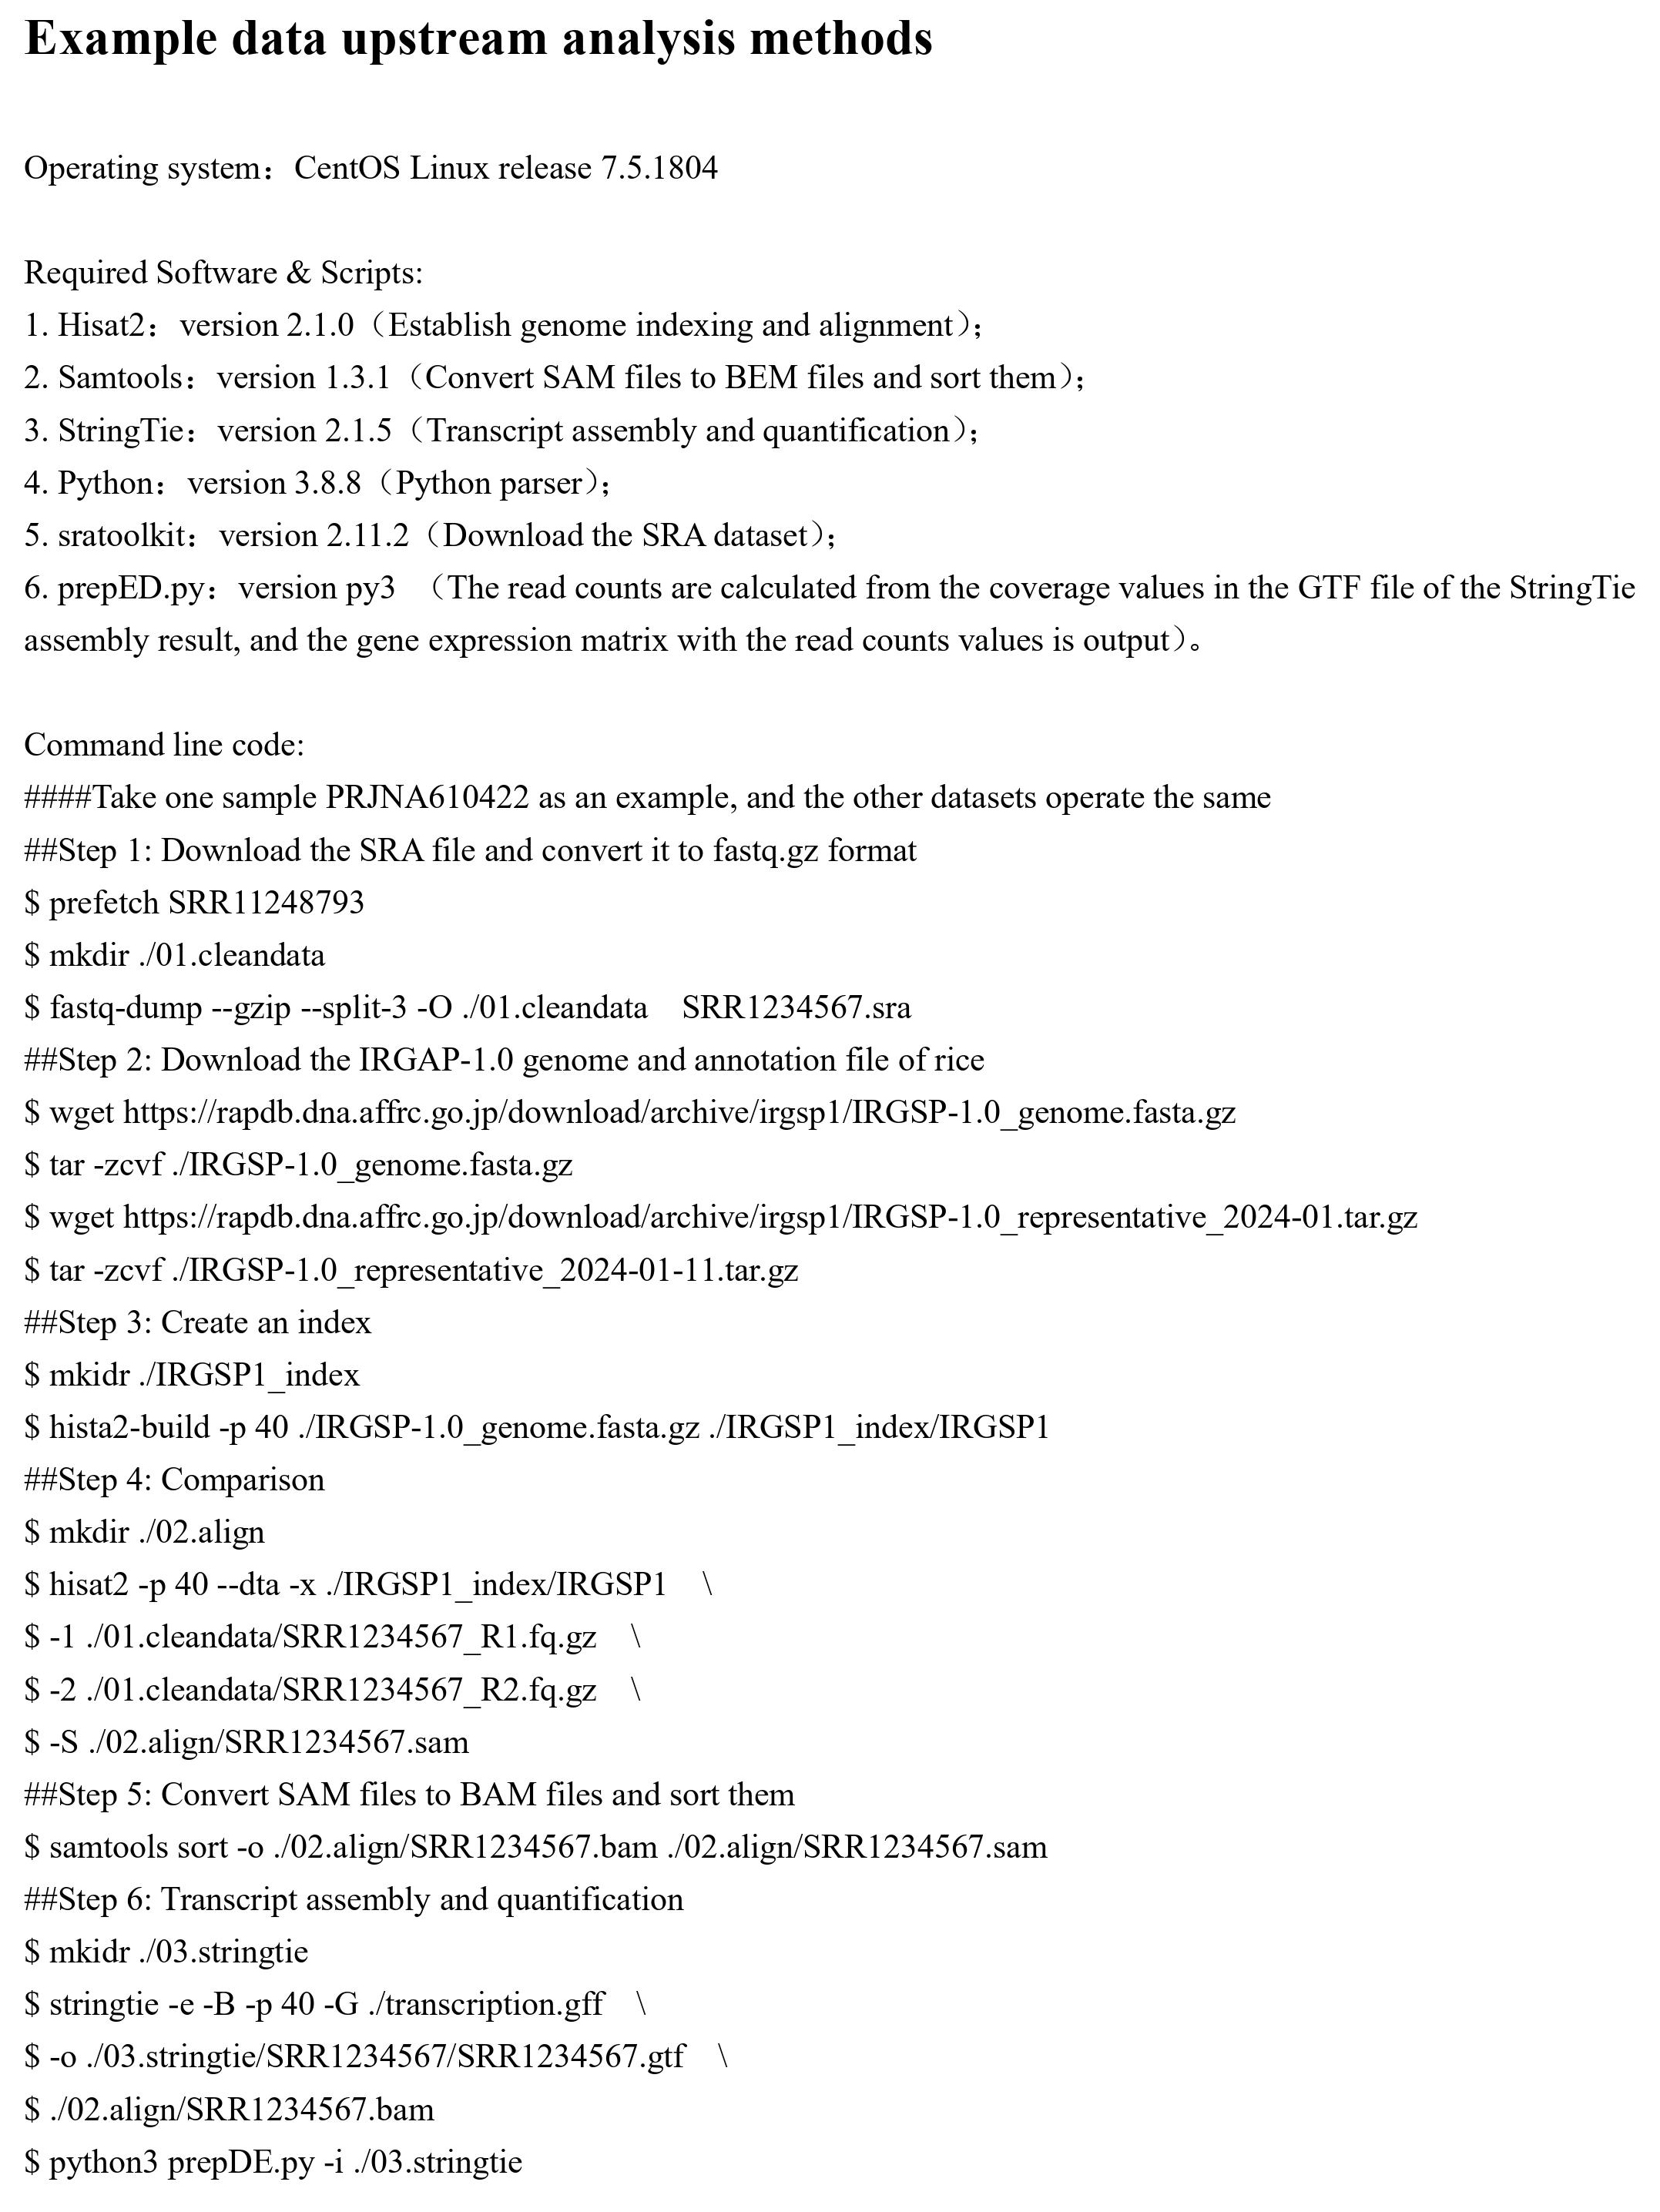 Example data upstream analysis methods
Operating system：CentOS Linux release 7.5.1804
Required Software & Scripts:
1. Hisat2：version 2.1.0（Establish genome indexing and alignment）；
2. Samtools：version 1.3.1（Convert SAM files to BEM files and sort them）；
3. StringTie：version 2.1.5（Transcript assembly and quantification）；
4. Python：version 3.8.8（Python parser）；
5. sratoolkit：version 2.11.2（Download the SRA dataset）；
6. prepED.py：version py3 （The read counts are calculated from the coverage values in the GTF file of the StringTie
assembly result, and the gene expression matrix with the read counts values is output）。
Command line code:
####Take one sample PRJNA610422 as an example, and the other datasets operate the same
##Step 1: Download the SRA file and convert it to fastq.gz format
$ prefetch SRR11248793
$ mkdir ./01.cleandata
$ fastq-dump --gzip --split-3 -O ./01.cleandata    SRR1234567.sra
##Step 2: Download the IRGAP-1.0 genome and annotation file of rice
$ wget https://rapdb.dna.affrc.go.jp/download/archive/irgsp1/IRGSP-1.0_genome.fasta.gz
$ tar -zcvf ./IRGSP-1.0_genome.fasta.gz
$ wget https://rapdb.dna.affrc.go.jp/download/archive/irgsp1/IRGSP-1.0_representative_2024-01.tar.gz
$ tar -zcvf ./IRGSP-1.0_representative_2024-01-11.tar.gz
##Step 3: Create an index
$ mkidr ./IRGSP1_index
$ hista2-build -p 40 ./IRGSP-1.0_genome.fasta.gz ./IRGSP1_index/IRGSP1
##Step 4: Comparison
$ mkdir ./02.align
$ hisat2 -p 40 --dta -x ./IRGSP1_index/IRGSP1    \
$ -1 ./01.cleandata/SRR1234567_R1.fq.gz    \
$ -2 ./01.cleandata/SRR1234567_R2.fq.gz    \
$ -S ./02.align/SRR1234567.sam
##Step 5: Convert SAM files to BAM files and sort them
$ samtools sort -o ./02.align/SRR1234567.bam ./02.align/SRR1234567.sam
##Step 6: Transcript assembly and quantification
$ mkidr ./03.stringtie
$ stringtie -e -B -p 40 -G ./transcription.gff    \
$ -o ./03.stringtie/SRR1234567/SRR1234567.gtf    \
$ ./02.align/SRR1234567.bam
$ python3 prepDE.py -i ./03.stringtie